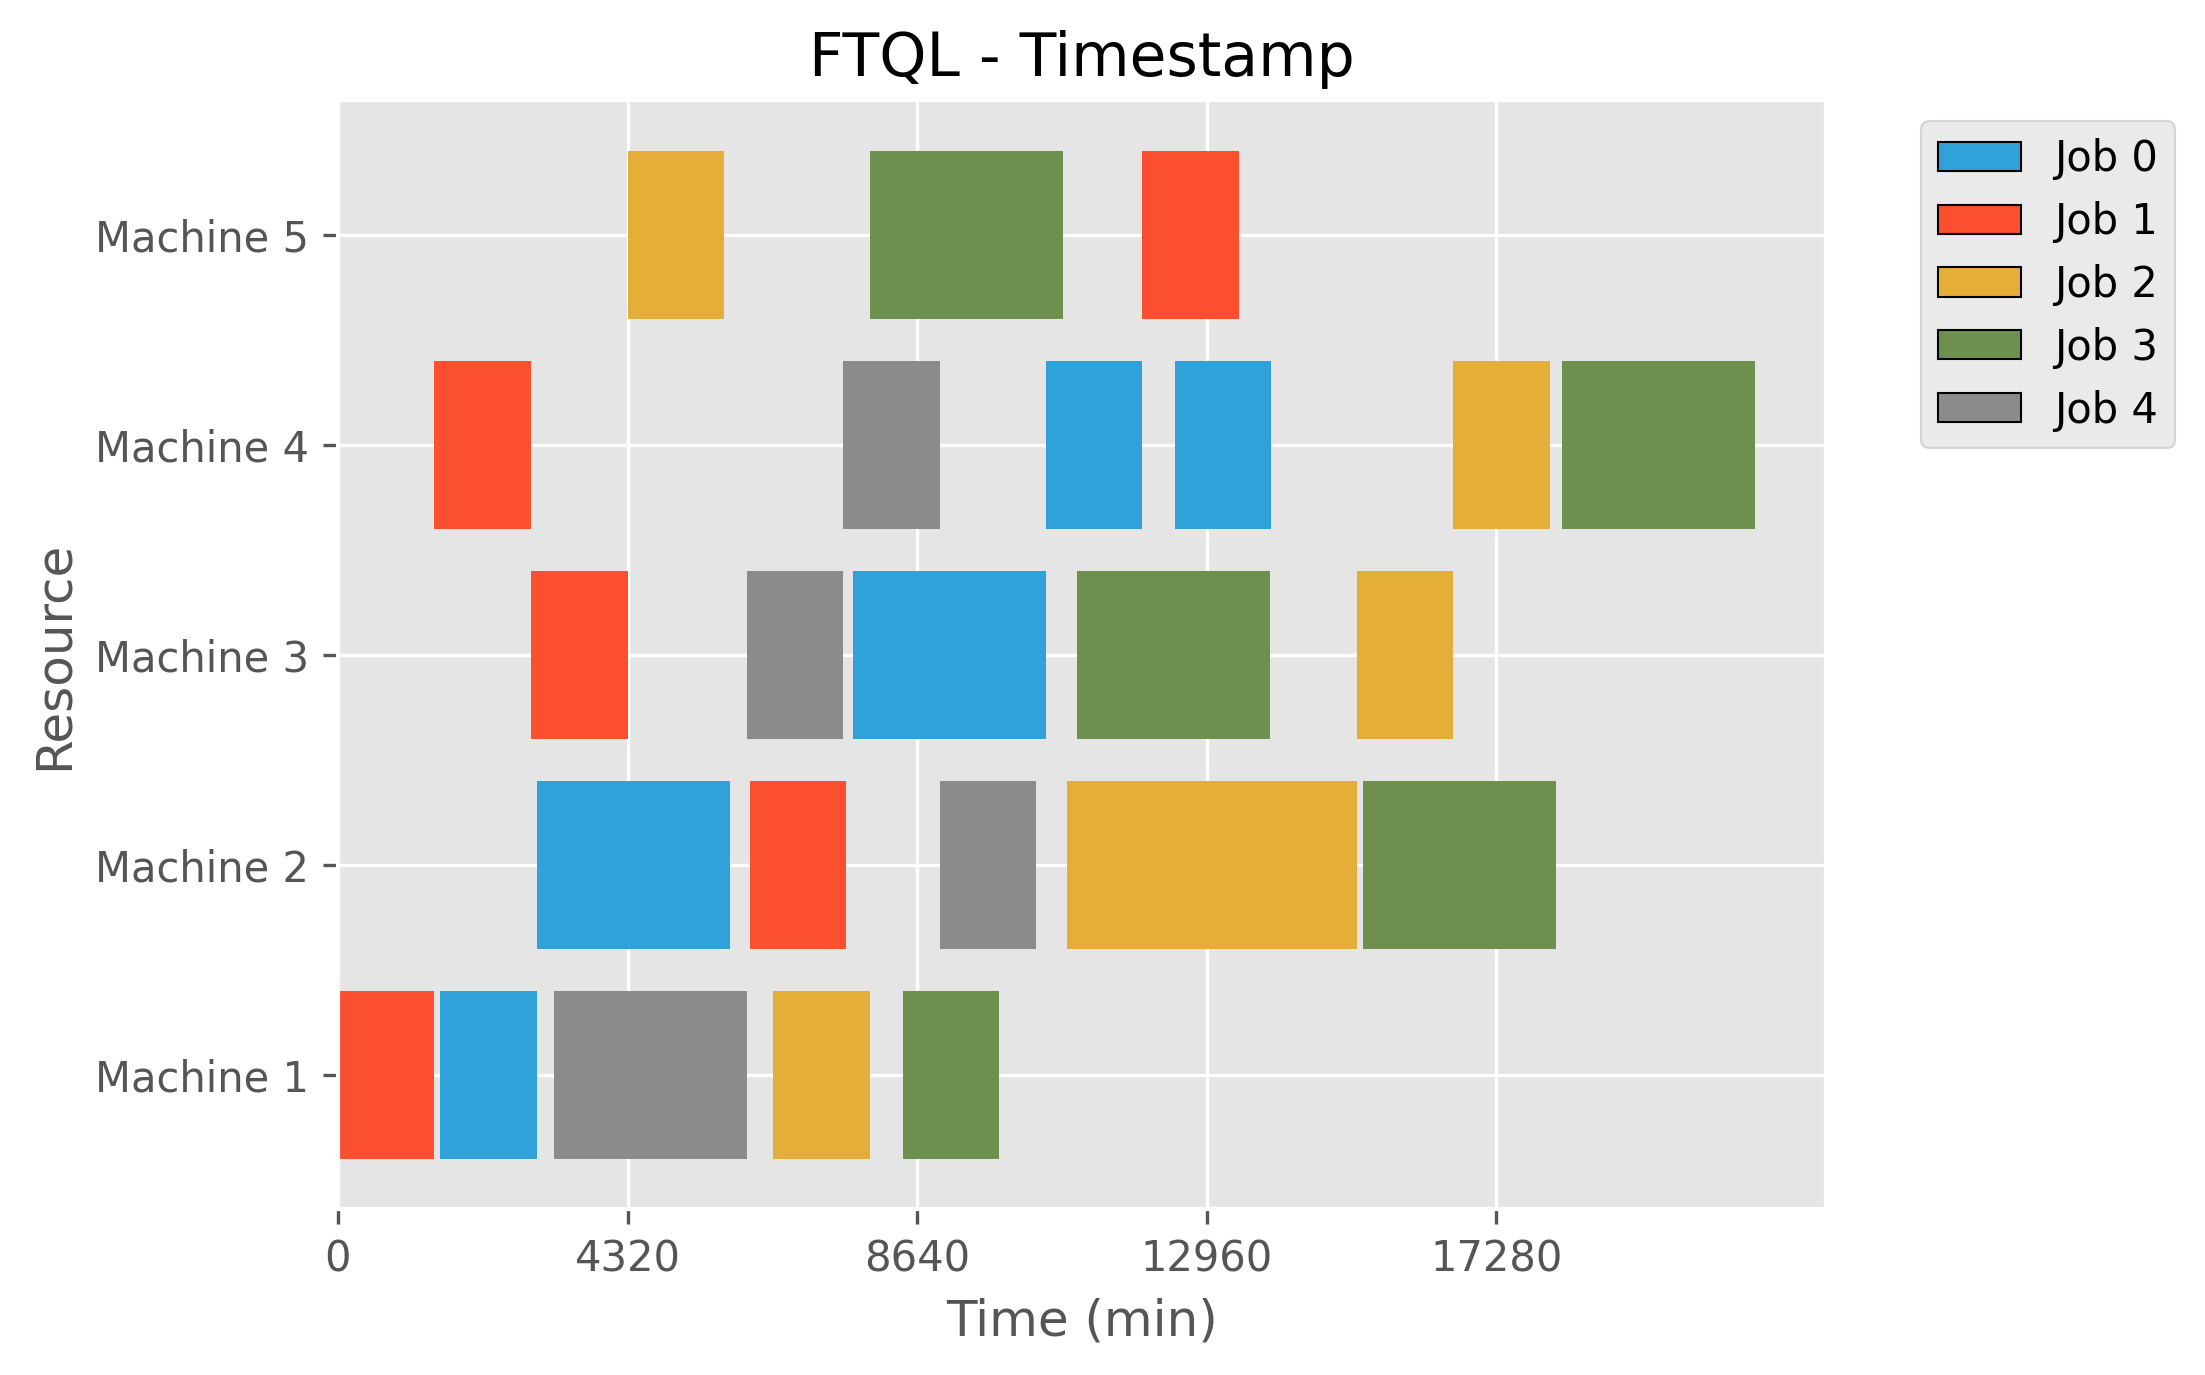 FTQL - Timestamp
Job 0
Job 1
Job 2
Job 3
Job 4
Machine 5
Machine 4
Machine 3
Machine 2
Machine 1
Resource
0 4320 8640 12960 17280
Time (min)